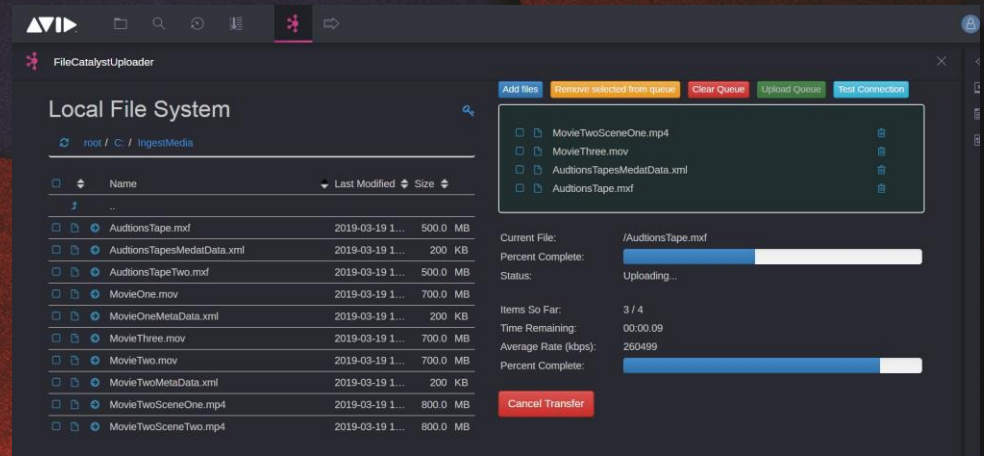 AVID
FileCatalystUploader
Local File System
root / C: / IngestMedia
Name Last Modified Size
..
AudtionsTape.mxf 2019-03-19 1... 500.0 MB
AudtionsTapesMedatData.xml 2019-03-19 1... 200 KB
AudtionsTapeTwo.mxf 2019-03-19 1... 500.0 MB
MovieOne.mov 2019-03-19 1... 700.0 MB
MovieOneMetaData.xml 2019-03-19 1... 200 KB
MovieThree.mov 2019-03-19 1... 700.0 MB
MovieTwo.mov 2019-03-19 1... 700.0 MB
MovieTwoMetaData.xml 2019-03-19 1... 200 KB
MovieTwoSceneOne.mp4 2019-03-19 1... 800.0 MB
MovieTwoSceneTwo.mp4 2019-03-19 1... 800.0 MB
Add files Remove selected from queue Clear Queue Upload Queue Test Connection
MovieTwoSceneOne.mp4
MovieThree.mov
AudtionsTapesMedatData.xml
AudtionsTape.mxf
Current File: /AudtionsTape.mxf
Percent Complete:
Status: Uploading...
Items So Far: 3 / 4
Time Remaining: 00:00.09
Average Rate (kbps): 260499
Percent Complete:
Cancel Transfer